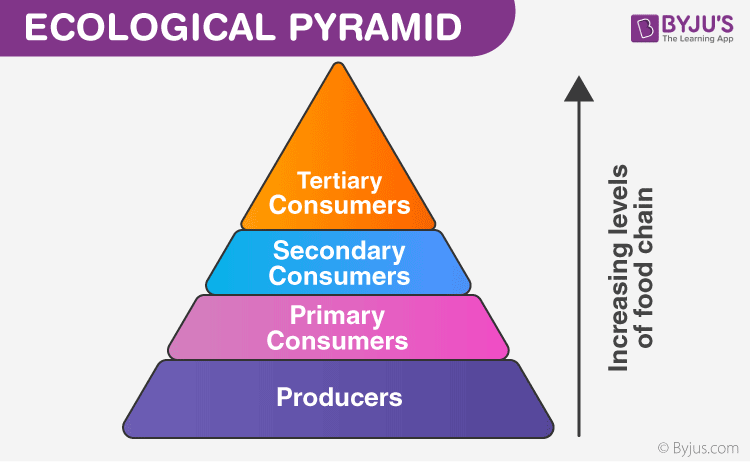 ECOLOGICAL PYRAMID
BYJU'S
The Learning App
Tertiary
Consumers
Secondary
Consumers
Primary
Consumers
Producers
Increasing levels
of food chain
© Byjus.com